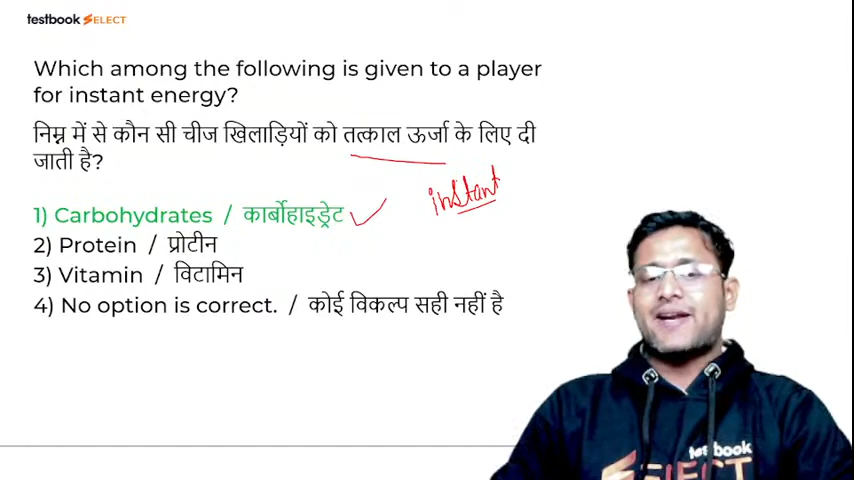 testbook SELECT
Which among the following is given to a player
for instant energy?
निम्न में से कौन सी चीज खिलाड़ियों को तत्काल ऊर्जा के लिए दी
जाती है?
instant
1) Carbohydrates / कार्बोहाइड्रेट
2) Protein / प्रोटीन
3) Vitamin / विटामिन
4) No option is correct. / कोई विकल्प सही नहीं है
testbook
SELECT